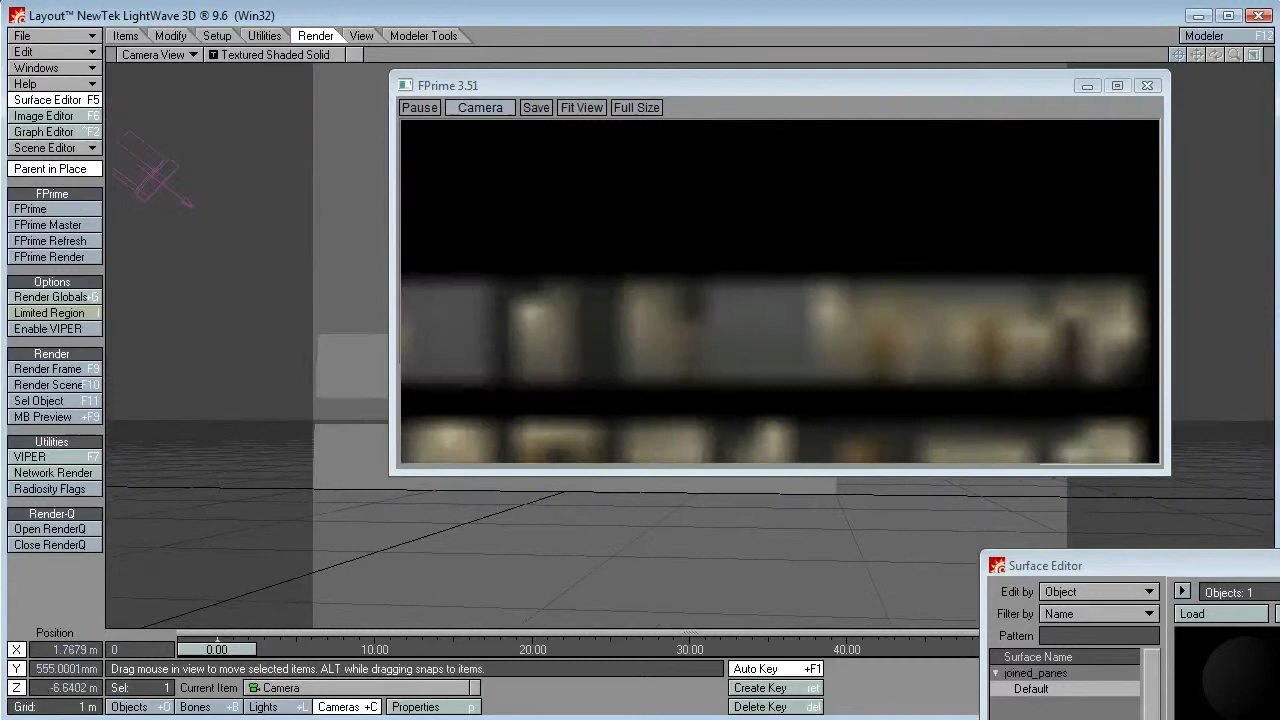 Layout™ NewTek LightWave 3D ® 9.6 (Win32)
File
Items Modify Setup Utilities Render View Modeler Tools
Modeler F12
Edit
Camera View
T Textured Shaded Solid
Windows
Help
Surface Editor F5
Image Editor F6
Graph Editor ^F2
Scene Editor
Parent in Place
FPrime
FPrime
FPrime Master
FPrime Refresh
FPrime Render
Options
Render Globals
Limited Region
Enable VIPER
Render
Render Frame F9
Render Scene F10
Sel Object F11
MB Preview +F9
Utilities
VIPER F7
Network Render
Radiosity Flags
Render-Q
Open RenderQ
Close RenderQ
FPrime 3.51
Pause Camera Save Fit View Full Size
Surface Editor
Edit by Object
Objects: 1
Filter by Name
Load
Pattern
Surface Name
joined_panes
Default
Position
X 1.7679 m
0 0.00 10.00 20.00 30.00 40.00
Y 555.0001mm
Drag mouse in view to move selected items. ALT while dragging snaps to items.
Auto Key +F1
Z -6.6402 m
Sel: 1
Current Item Camera
Create Key ret
Grid: 1 m
Objects +O Bones +B Lights +L Cameras +C Properties p
Delete Key del